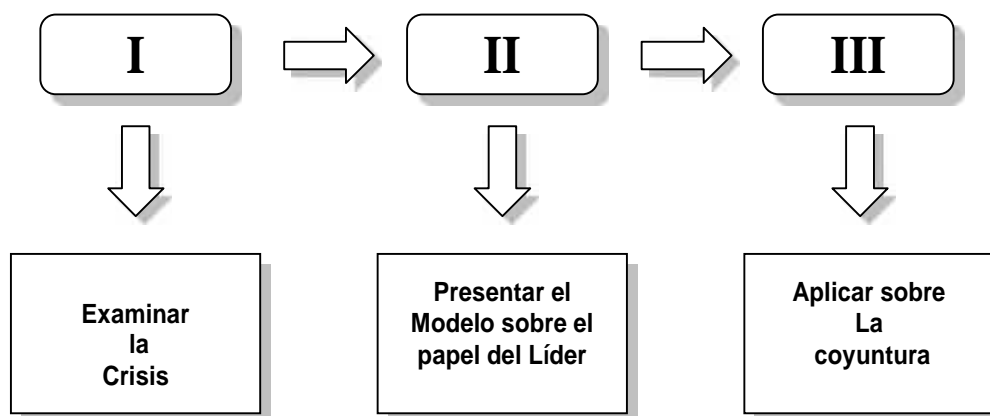 I
II
III
Examinar
la
Crisis
Presentar el
Modelo sobre el
papel del Líder
Aplicar sobre
La
coyuntura